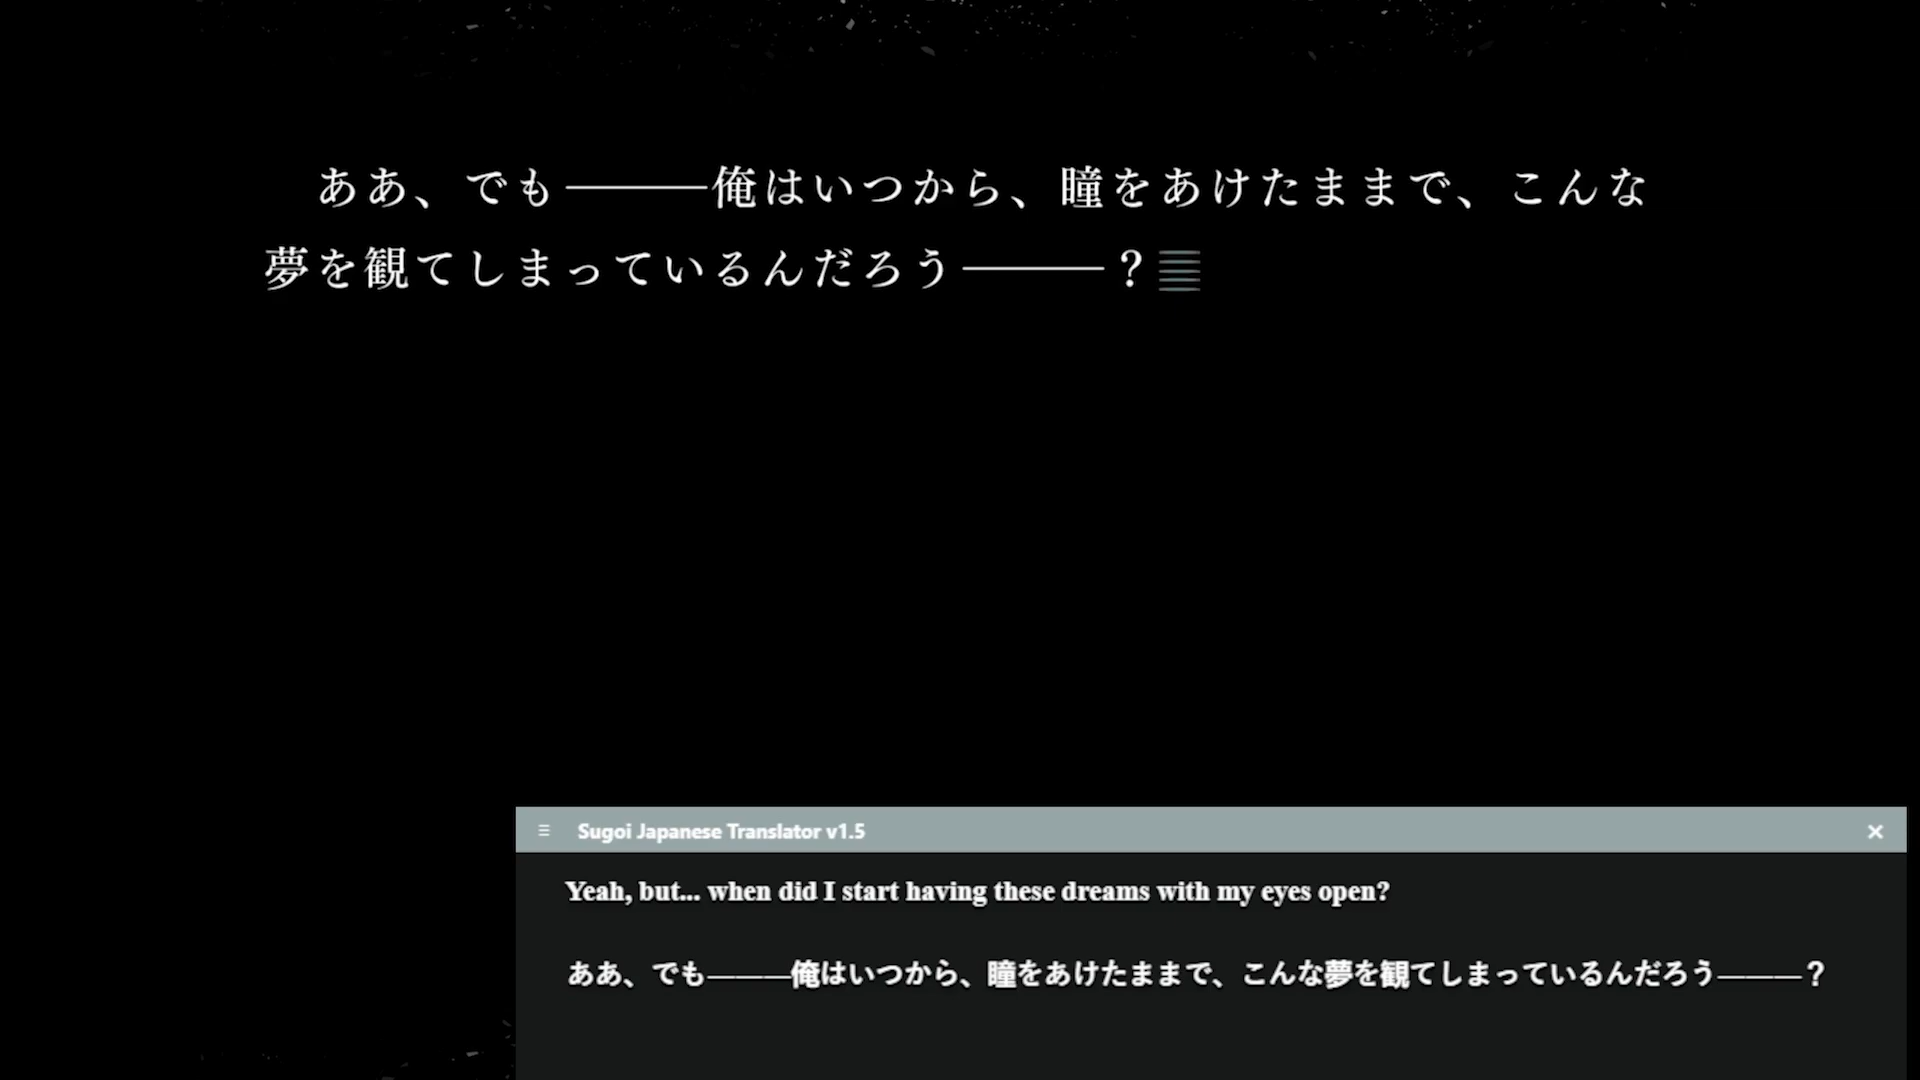 ああ、でも―――俺はいつから、瞳をあけたままで、こんな
夢を観てしまっているんだろう―――？
Sugoi Japanese Translator v1.5
Yeah, but... when did I start having these dreams with my eyes open?
ああ、でも―――俺はいつから、瞳をあけたままで、こんな夢を観てしまっているんだろう―――？